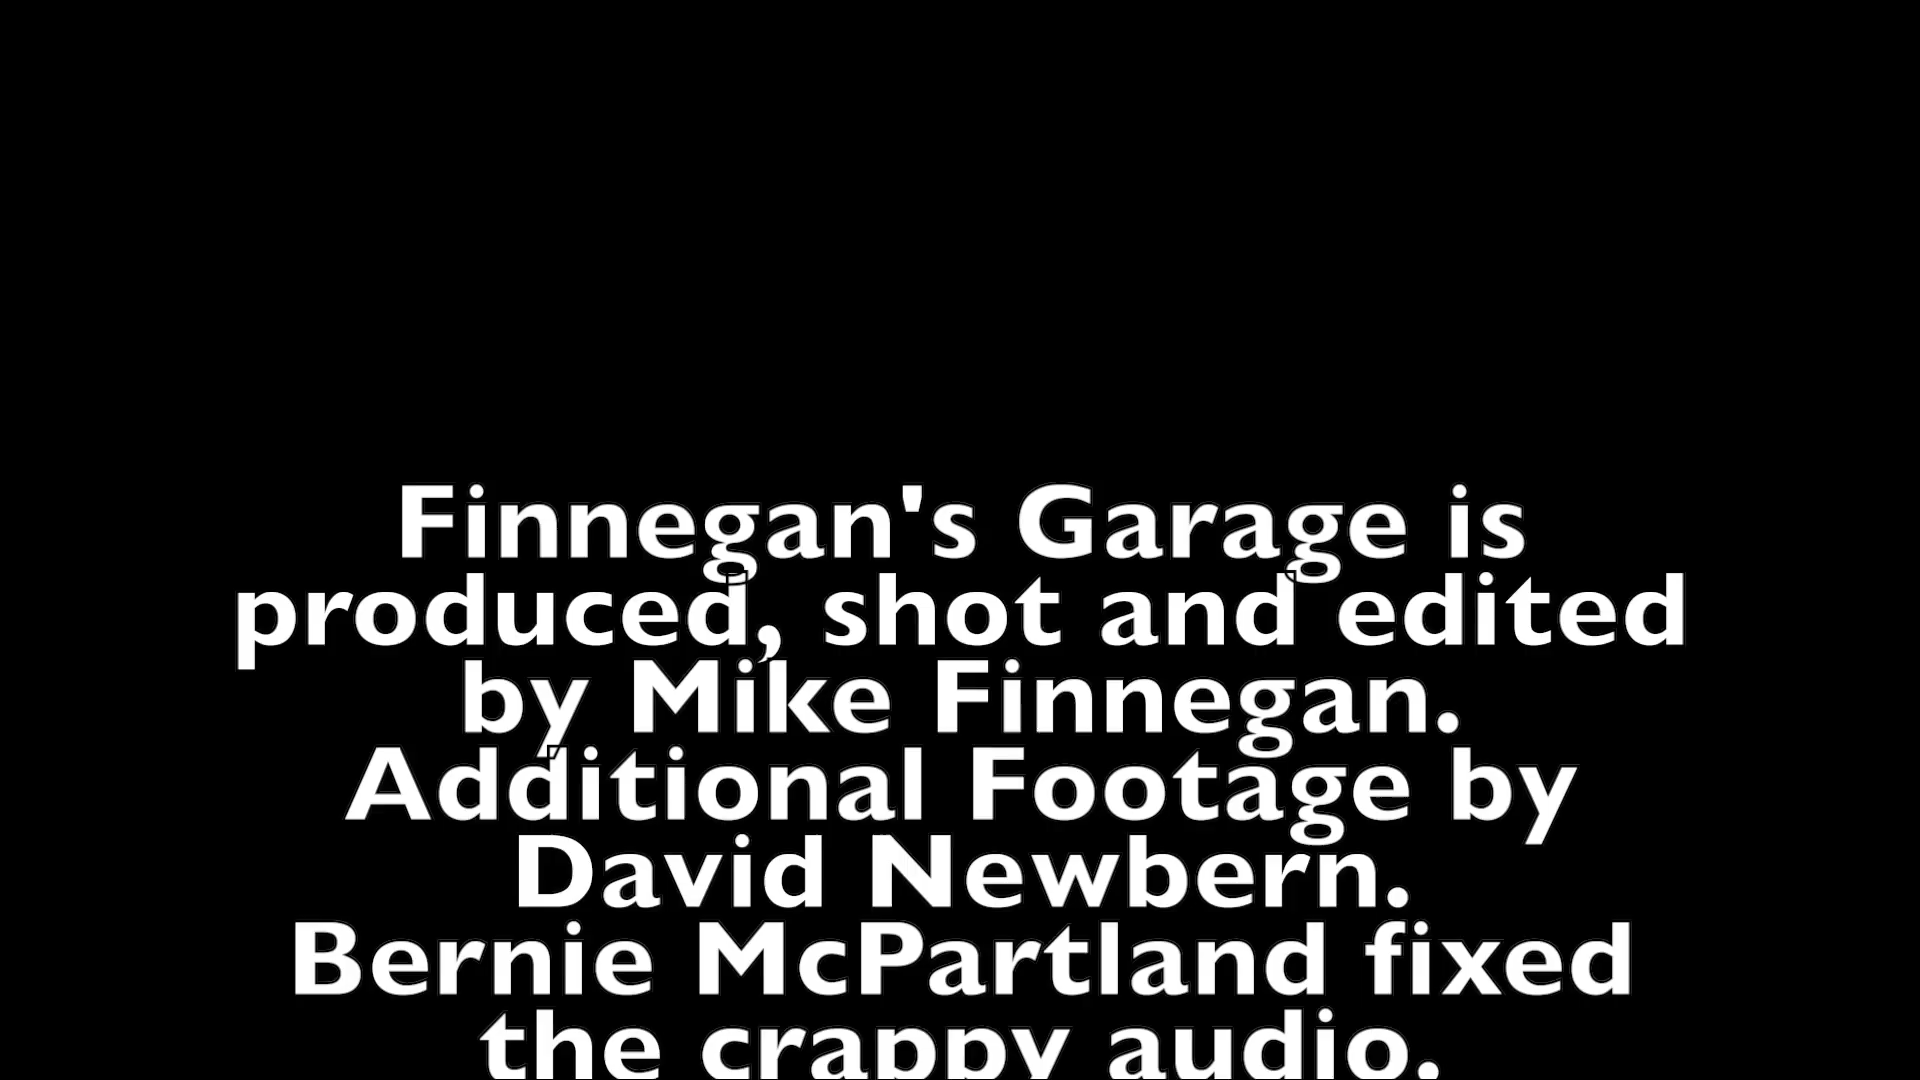 Finnegan's Garage is
produced, shot and edited
by Mike Finnegan.
Additional Footage by
David Newbern.
Bernie McPartland fixed
the crappy audio.